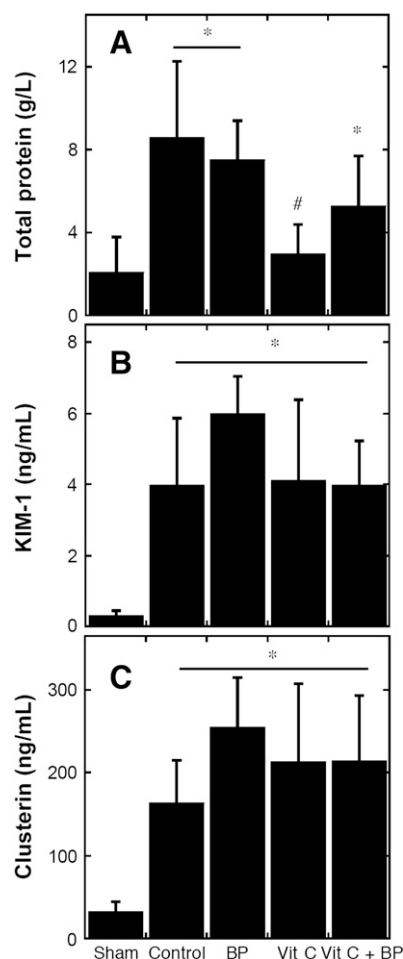 A
*
12
8
4
0
#
*
Total protein (g/L)
B
*
8
6
4
2
0
KIM-1 (ng/mL)
C
*
300
200
100
0
Clusterin (ng/mL)
Sham Control BP Vit C Vit C + BP